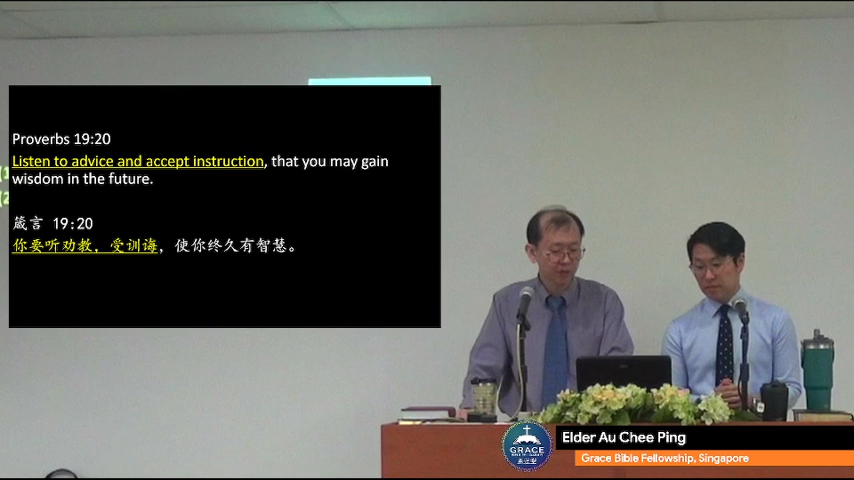 Proverbs 19:20
Listen to advice and accept instruction, that you may gain
wisdom in the future.
箴言 19:20
你要听劝教，受训诲，使你终久有智慧。
(1
(2
GRACE
Elder Au Chee Ping
Grace Bible Fellowship, Singapore